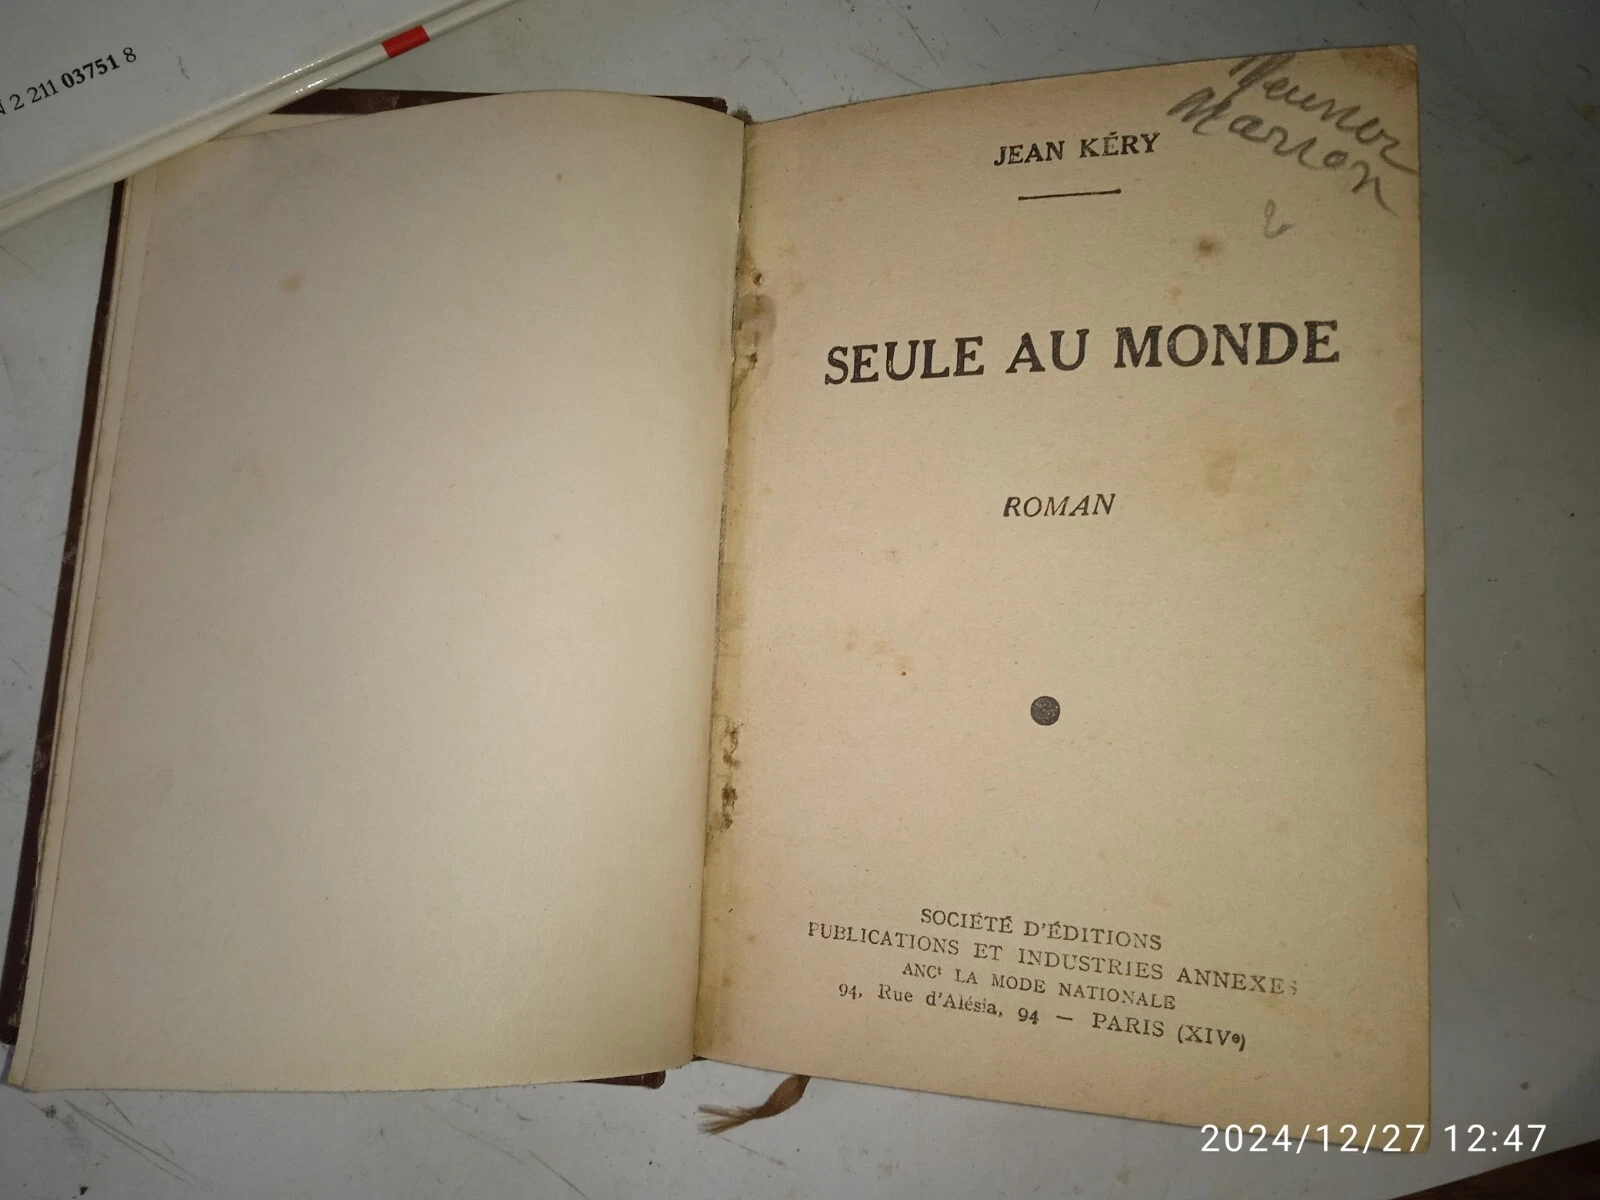 N 2 211 03751 8
JEAN KÉRY
Marion
SEULE AU MONDE
ROMAN
SOCIÉTÉ D'ÉDITIONS
PUBLICATIONS ET INDUSTRIES ANNEXES
ANCt LA MODE NATIONALE
94, Rue d'Alésia, 94 — PARIS (XIVe)
2024/12/27 12:47